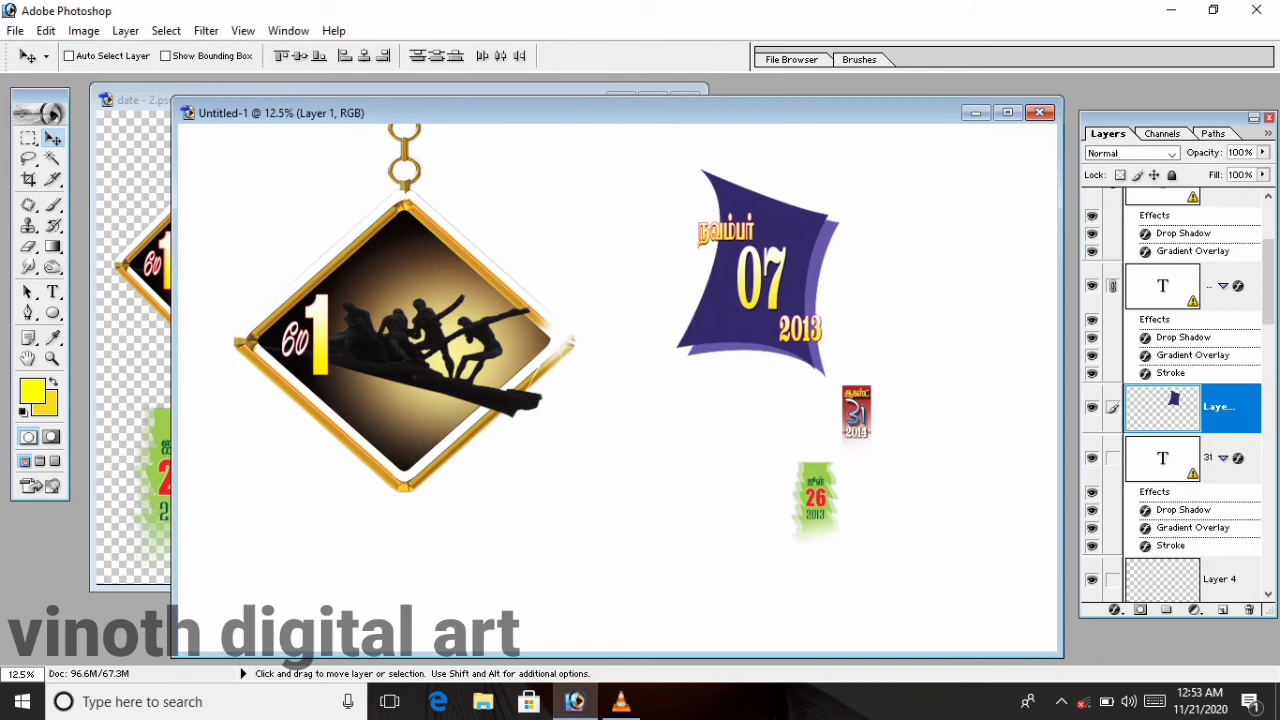 Adobe Photoshop
File Edit Image Layer Select Filter View Window Help
Auto Select Layer Show Bounding Box File Browser Brushes
date - 2.ps
Untitled-1 @ 12.5% (Layer 1, RGB)
Layers Channels Paths
Normal Opacity: 100%
Lock: Fill: 100%
Effects
Drop Shadow
Gradient Overlay
T ...
Effects
Drop Shadow
Gradient Overlay
Stroke
Laye...
T 31
Effects
Drop Shadow
Gradient Overlay
Stroke
Layer 4
மே 1
நவம்பர்
07
2013
ஆகஸ்ட்
31
2014
ஜூன்
26
2013
vinoth digital art
12.5% Doc: 96.6M/67.3M Click and drag to move layer or selection. Use Shift and Alt for additional options.
Type here to search
12:53 AM
11/21/2020
1